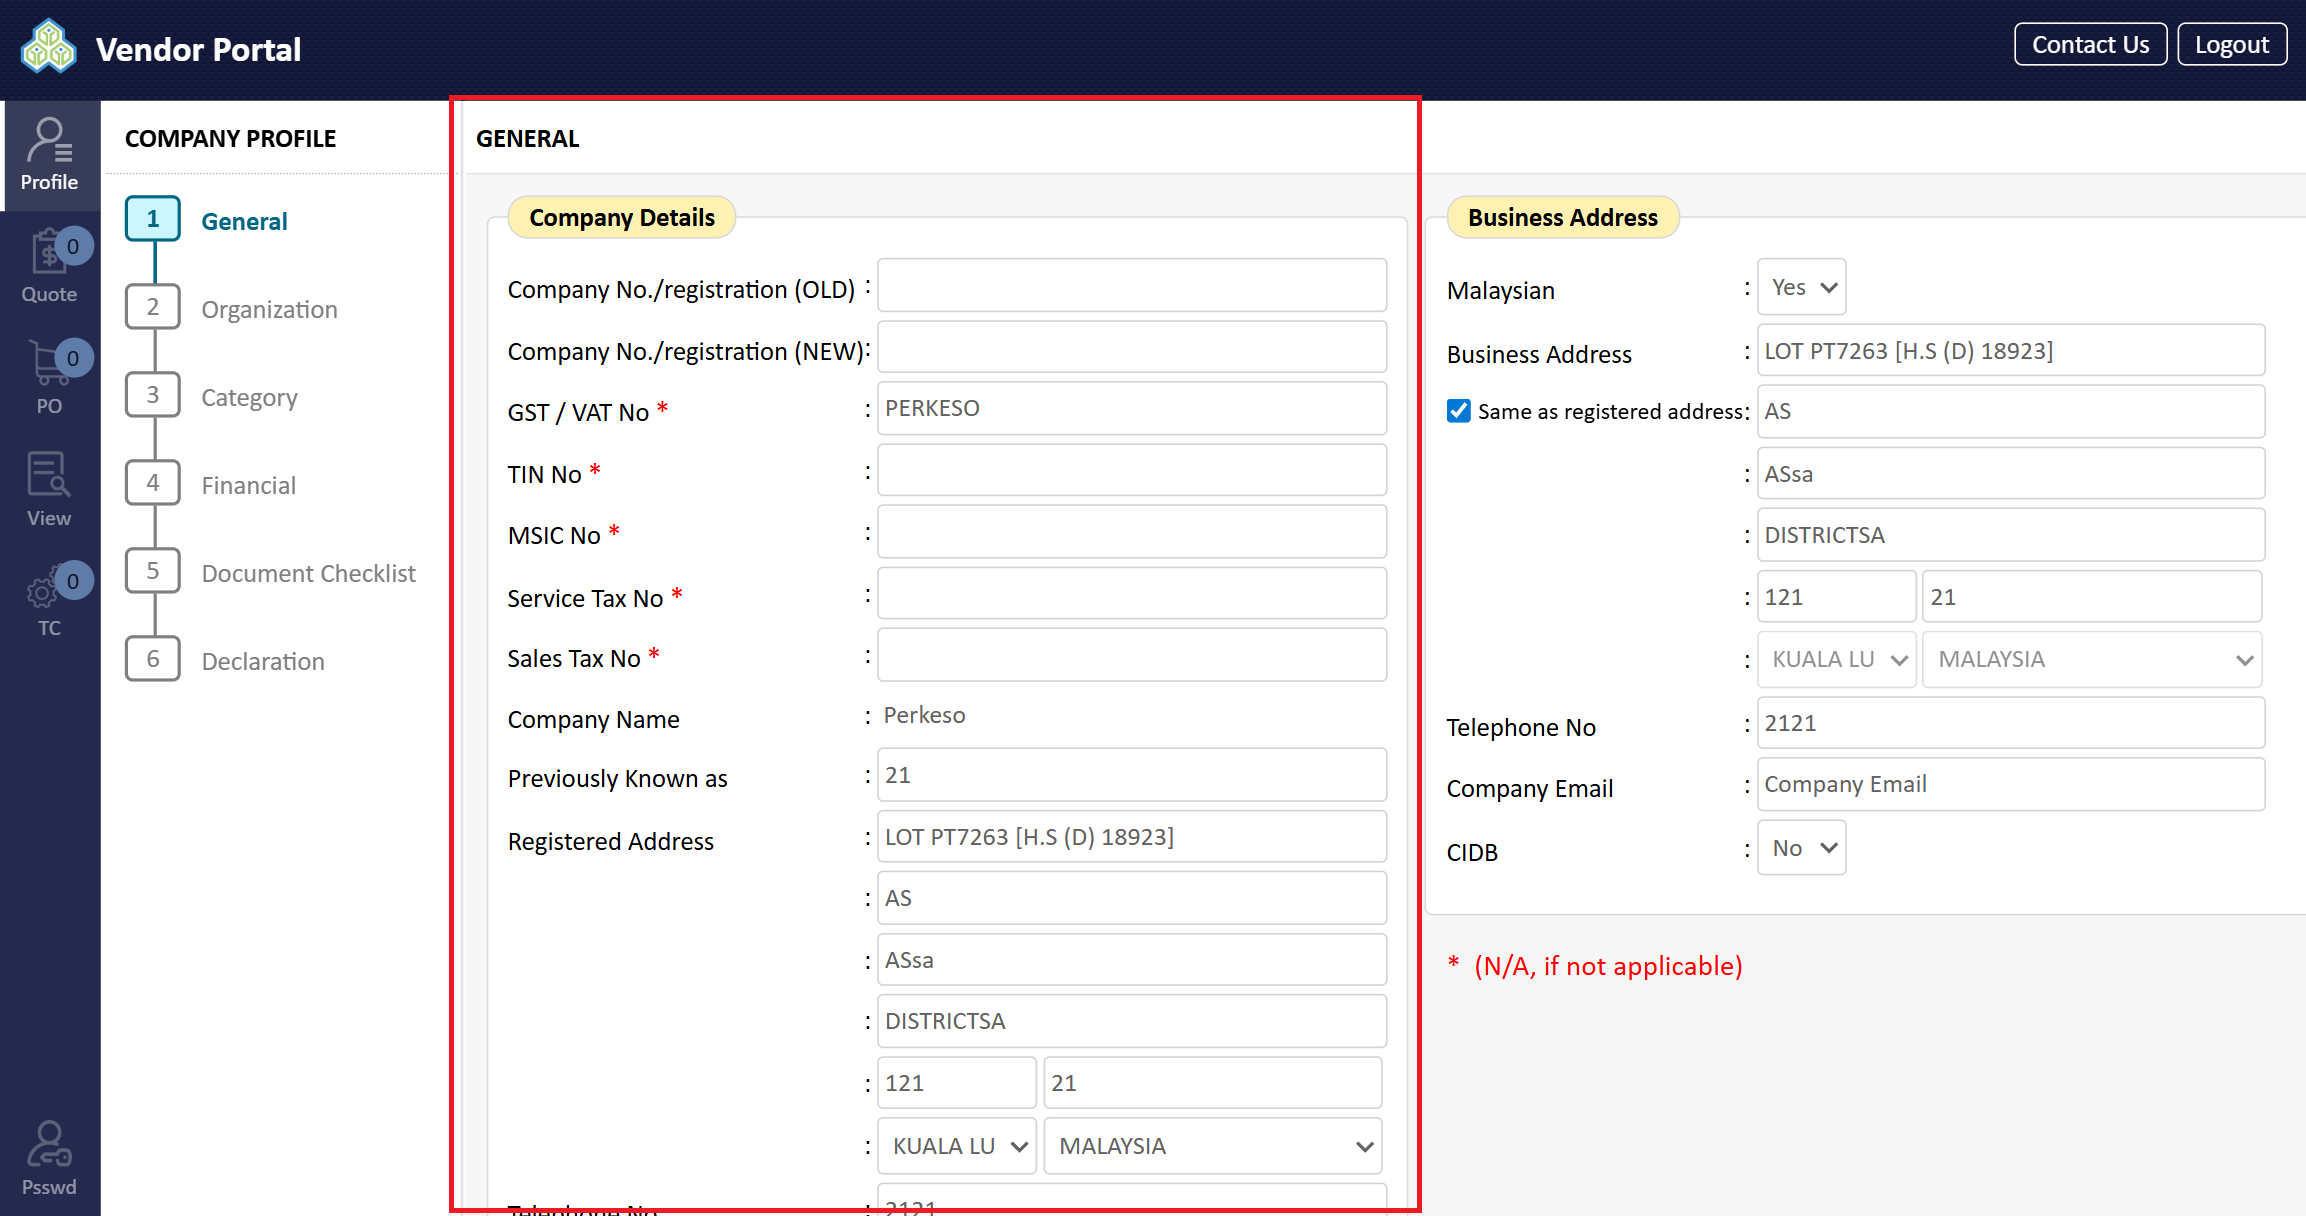 Vendor Portal
Contact Us
Logout
Profile
0
Quote
0
PO
View
0
TC
Psswd
COMPANY PROFILE
1 General
2 Organization
3 Category
4 Financial
5 Document Checklist
6 Declaration
GENERAL
Company Details
Company No./registration (OLD) :
Company No./registration (NEW):
GST / VAT No * : PERKESO
TIN No * :
MSIC No * :
Service Tax No * :
Sales Tax No * :
Company Name : Perkeso
Previously Known as : 21
Registered Address : LOT PT7263 [H.S (D) 18923]
: AS
: ASsa
: DISTRICTSA
: 121 21
: KUALA LU MALAYSIA
Telephone No : 2121
Business Address
Malaysian : Yes
Business Address : LOT PT7263 [H.S (D) 18923]
Same as registered address: AS
: ASsa
: DISTRICTSA
: 121 21
: KUALA LU MALAYSIA
Telephone No : 2121
Company Email : Company Email
CIDB : No
* (N/A, if not applicable)